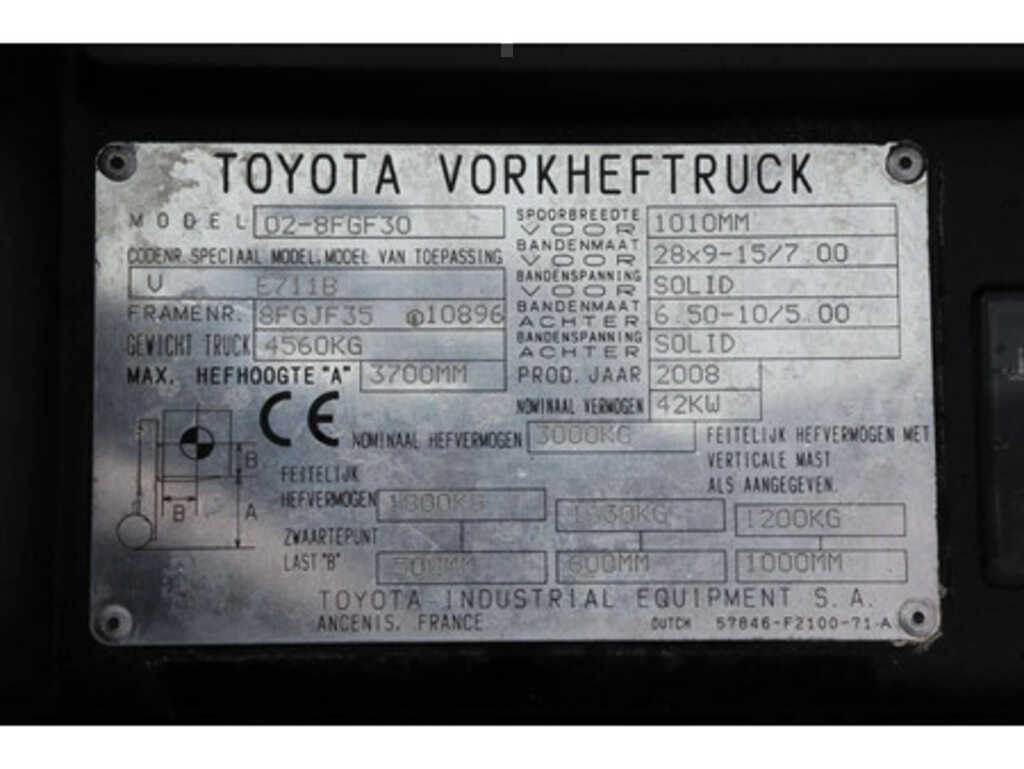 TOYOTA VORKHEFTRUCK
MODEL 02-8FGF30
CODENR. SPECIAAL MODEL. MODEL VAN TOEPASSING
V E711B
FRAMENR. 8FGJF35 10896
GEWICHT TRUCK 4560KG
MAX. HEFHOOGTE "A" 3700MM
SPOORBREEDTE VOOR 1010MM
BANDENMAAT VOOR 28x9-15/7.00
BANDENSPANNING VOOR SOLID
BANDENMAAT ACHTER 6.50-10/5.00
BANDENSPANNING ACHTER SOLID
PROD. JAAR 2008
NOMINAAL VERMOGEN 42KW
CE
NOMINAAL HEFVERMOGEN 3000KG
FEITELIJK HEFVERMOGEN MET
VERTICALE MAST
ALS AANGEGEVEN.
B
B
A
FEITELIJK
HEFVERMOGEN 1800KG 1200KG
ZWAARTEPUNT
LAST "B" 500MM 600MM 1000MM
TOYOTA INDUSTRIAL EQUIPMENT S.A.
ANCENIS, FRANCE
DUTCH 57846-F2100-71-A